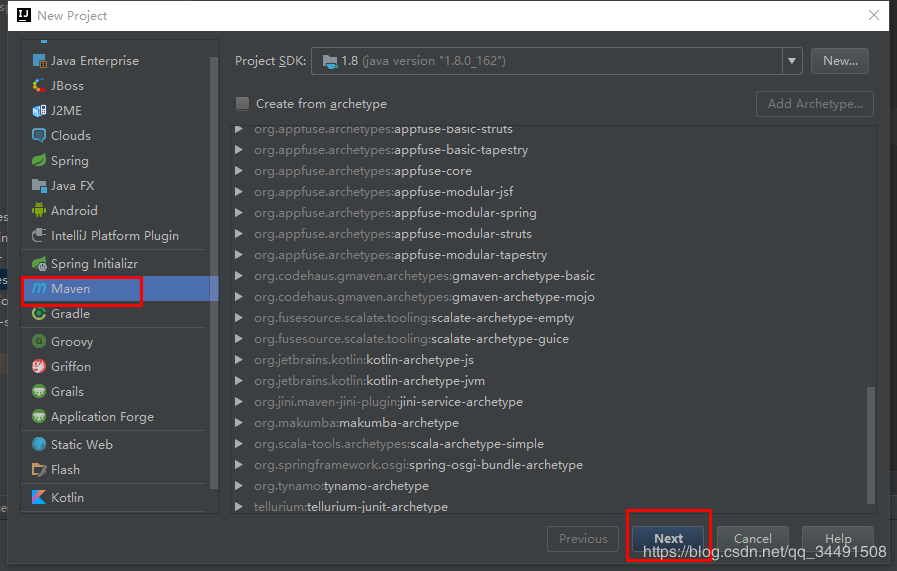 New Project
Java Enterprise
JBoss
J2ME
Clouds
Spring
Java FX
Android
IntelliJ Platform Plugin
Spring Initializr
Maven
Gradle
Groovy
Griffon
Grails
Application Forge
Static Web
Flash
Kotlin
Project SDK: 1.8 (java version "1.8.0_162") New...
Create from archetype Add Archetype...
org.appfuse.archetypes:appfuse-basic-struts
org.appfuse.archetypes:appfuse-basic-tapestry
org.appfuse.archetypes:appfuse-core
org.appfuse.archetypes:appfuse-modular-jsf
org.appfuse.archetypes:appfuse-modular-spring
org.appfuse.archetypes:appfuse-modular-struts
org.appfuse.archetypes:appfuse-modular-tapestry
org.codehaus.gmaven.archetypes:gmaven-archetype-basic
org.codehaus.gmaven.archetypes:gmaven-archetype-mojo
org.fusesource.scalate.tooling:scalate-archetype-empty
org.fusesource.scalate.tooling:scalate-archetype-guice
org.jetbrains.kotlin:kotlin-archetype-js
org.jetbrains.kotlin:kotlin-archetype-jvm
org.jini.maven-jini-plugin:jini-service-archetype
org.makumba:makumba-archetype
org.scala-tools.archetypes:scala-archetype-simple
org.springframework.osgi:spring-osgi-bundle-archetype
org.tynamo:tynamo-archetype
tellurium:tellurium-junit-archetype
Previous Next Cancel Help
https://blog.csdn.net/qq_34491508